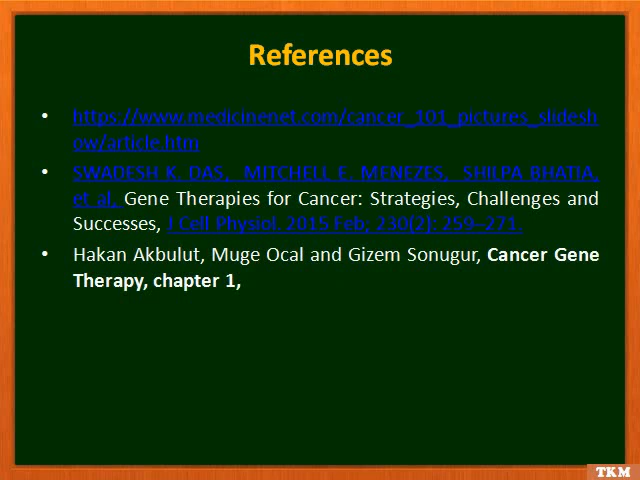 References
• https://www.medicinenet.com/cancer_101_pictures_slidesh
ow/article.htm
• SWADESH K. DAS, MITCHELL E. MENEZES, SHILPA BHATIA,
et al, Gene Therapies for Cancer: Strategies, Challenges and
Successes, J Cell Physiol. 2015 Feb; 230(2): 259–271.
• Hakan Akbulut, Muge Ocal and Gizem Sonugur, Cancer Gene
Therapy, chapter 1,
TKM